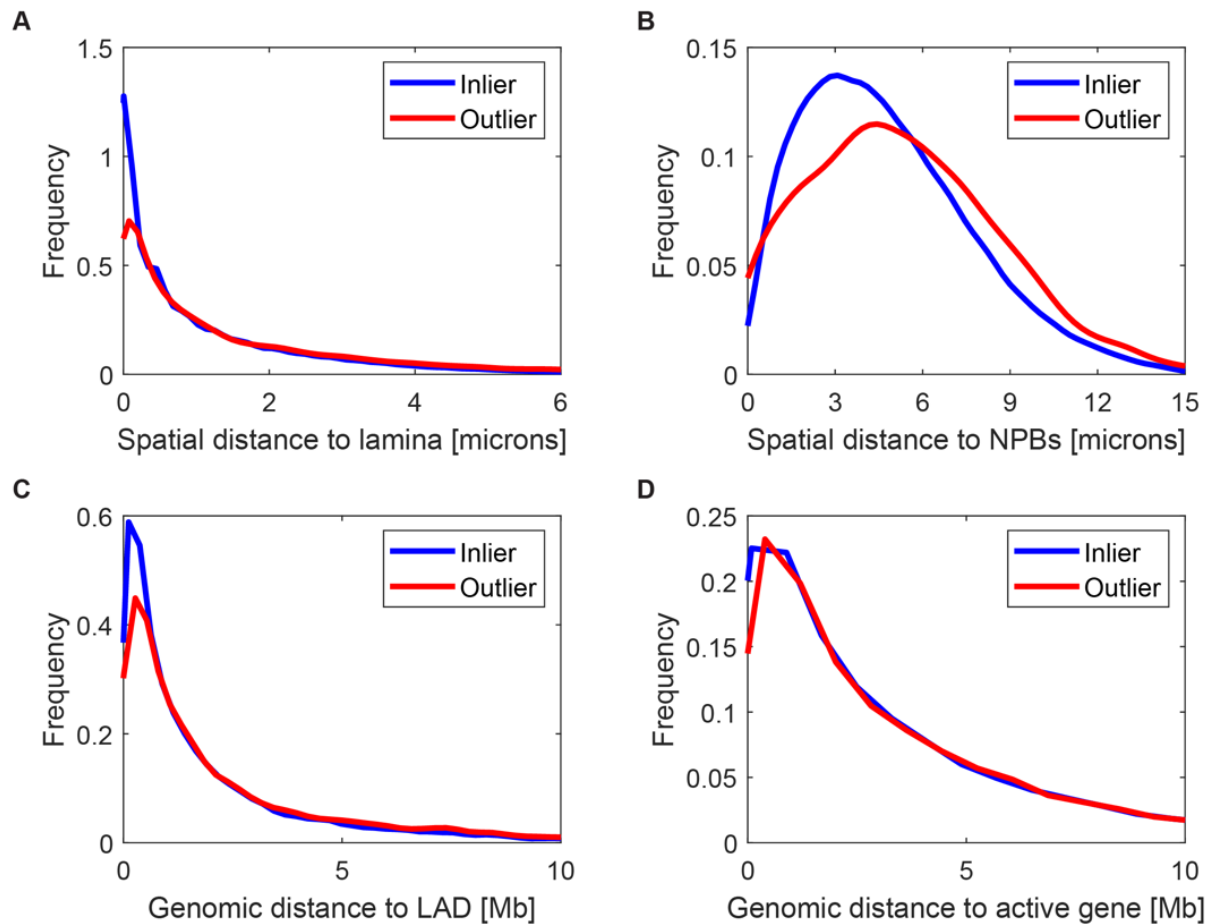 A
1.5
1
0.5
0
Frequency
Inlier
Outlier
0 2 4 6
Spatial distance to lamina [microns]
B
0.15
0.1
0.05
0
Frequency
Inlier
Outlier
0 3 6 9 12 15
Spatial distance to NPBs [microns]
C
0.6
0.4
0.2
0
Frequency
Inlier
Outlier
0 5 10
Genomic distance to LAD [Mb]
D
0.25
0.2
0.15
0.1
0.05
0
Frequency
Inlier
Outlier
0 5 10
Genomic distance to active gene [Mb]